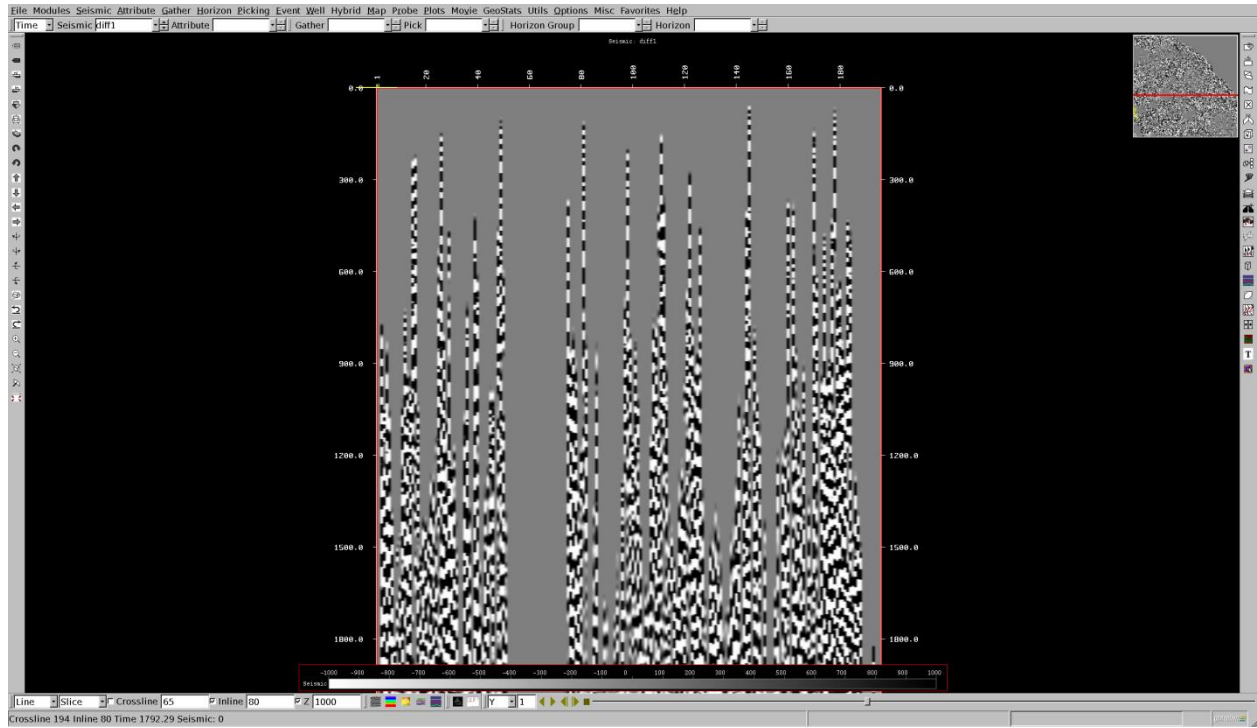 File Modules Seismic Attribute Gather Horizon Picking Event Well Hybrid Map Probe Plots Movie GeoStats Utils Options Misc Favorites Help
Time Seismic diff1 Attribute Gather Pick Horizon Group Horizon
Seismic: diff1
1 20 40 60 80 100 120 140 160 180
0.0 0.0
300.0 300.0
600.0 600.0
900.0 900.0
1200.0 1200.0
1500.0 1500.0
1800.0 1800.0
-1000 -900 -800 -700 -600 -500 -400 -300 -200 -100 0 100 200 300 400 500 600 700 800 900 1000
Seismic
Line Slice Crossline 65 Inline 80 Z 1000 Y 1
Crossline 194 Inline 80 Time 1792.29 Seismic: 0
T